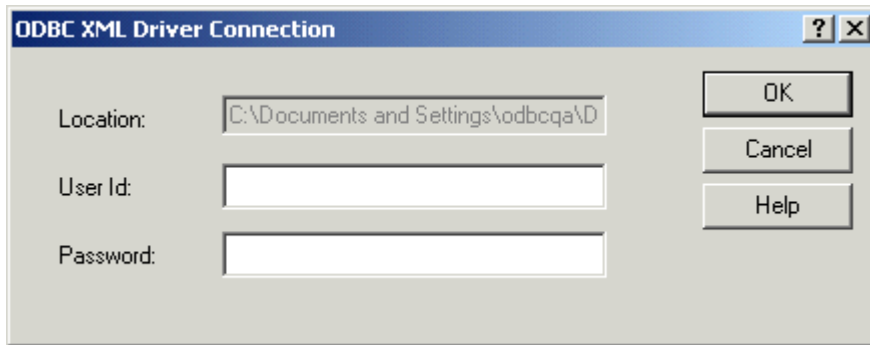 ODBC XML Driver Connection
Location: C:\Documents and Settings\odbcqa\D
OK
Cancel
User Id:
Help
Password: